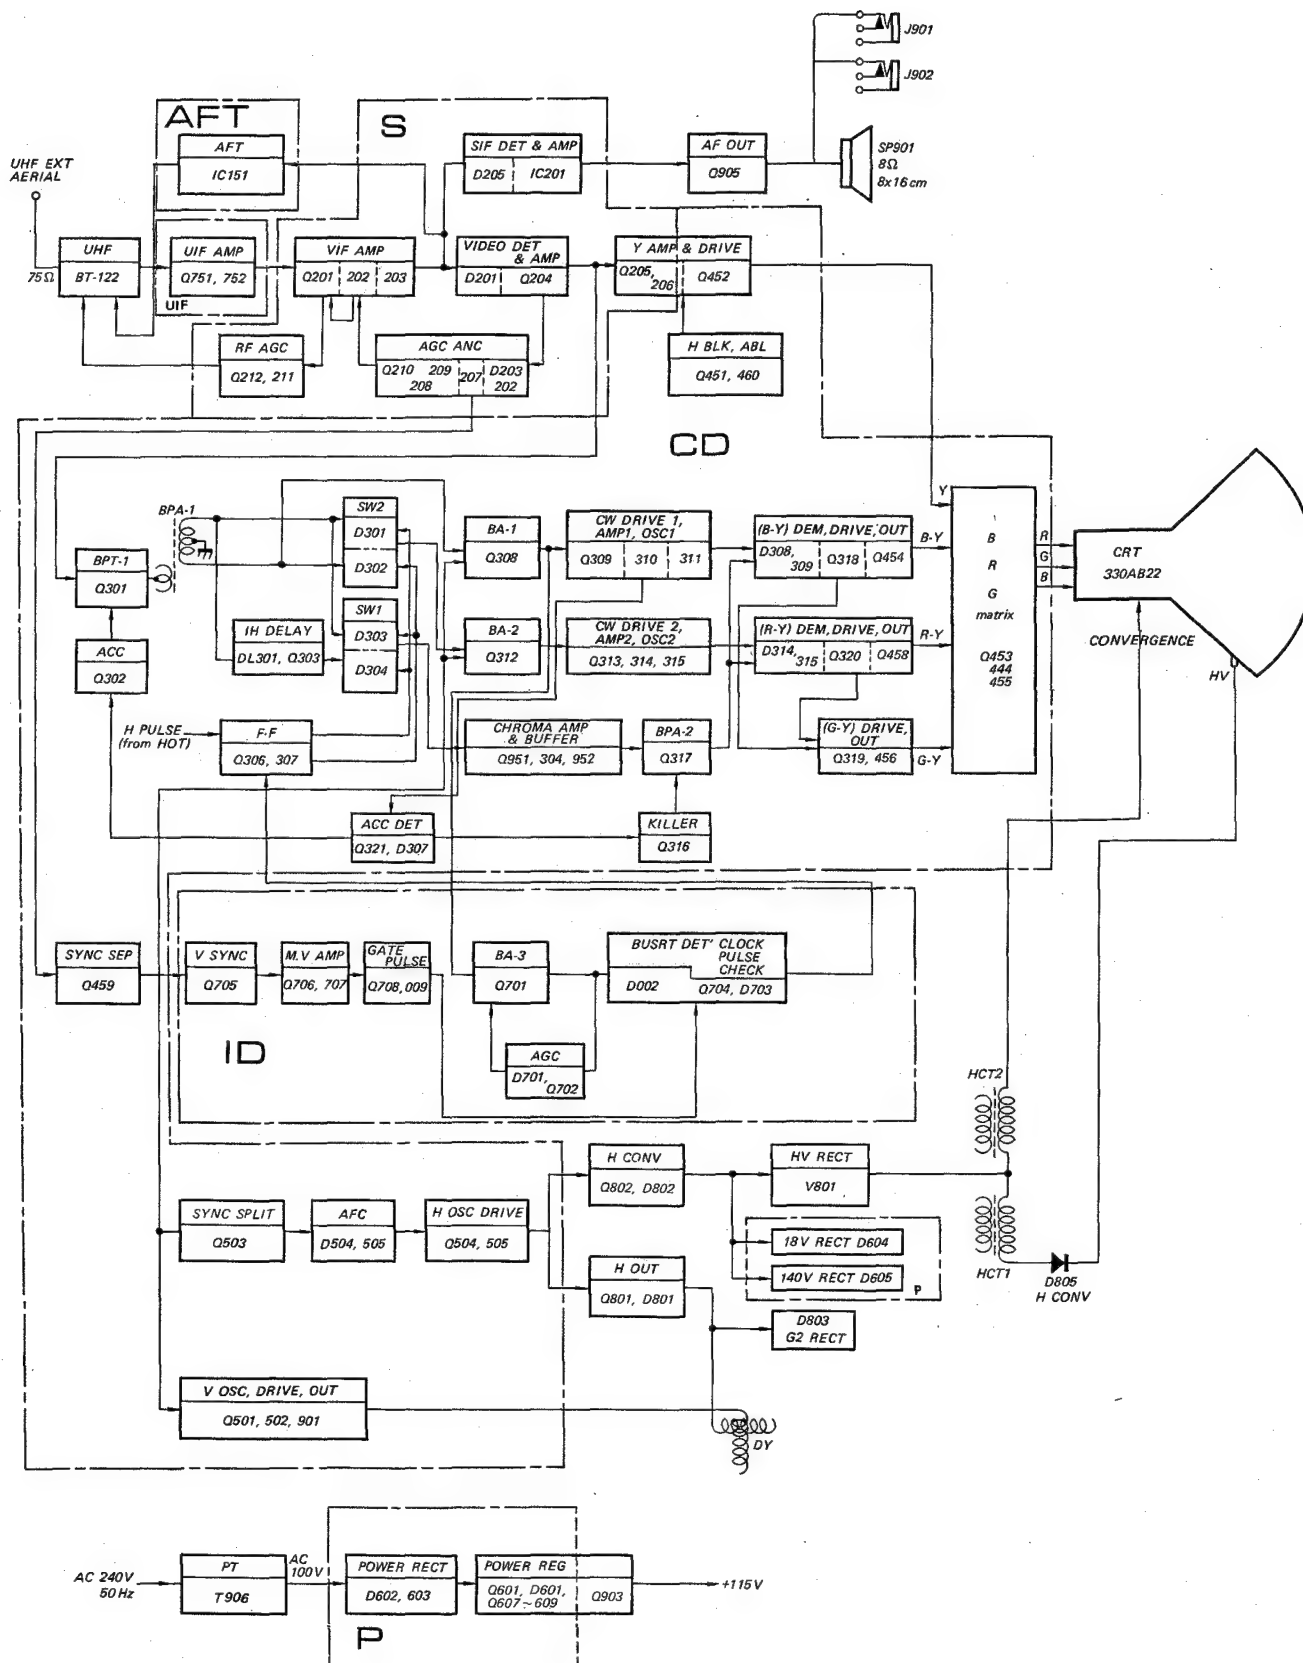 J901
J902
AFT
S
AFT
IC151
SIF DET & AMP
D205
IC201
AF OUT
Q905
SP901
8Ω
8x16cm
UHF EXT
AERIAL
75Ω
UHF
BT-122
UIF AMP
Q751, 752
UIF
VIF AMP
Q201
202
203
VIDEO DET
& AMP
D201
Q204
Y AMP & DRIVE
Q205,
206
Q452
RF AGC
Q212, 211
AGC ANC
Q210
209
208
207
D203
202
H BLK, ABL
Q451, 460
CD
BPA-1
BPT-1
Q301
ACC
Q302
SW2
D301
D302
SW1
D303
D304
IH DELAY
DL301, Q303
H PULSE
(from HOT)
F-F
Q306, 307
BA-1
Q308
BA-2
Q312
CW DRIVE 1,
AMP1, OSC1
Q309
310
311
CW DRIVE 2,
AMP2, OSC2
Q313, 314, 315
CHROMA AMP
& BUFFER
Q951, 304, 952
BPA-2
Q317
(B-Y) DEM, DRIVE, OUT
D308,
309
Q318
Q454
B-Y
(R-Y) DEM, DRIVE, OUT
D314,
315
Q320
Q458
R-Y
(G-Y) DRIVE,
OUT
Q319, 456
G-Y
Y
B
R
G
matrix
Q453
444
455
R
G
B
CRT
330AB22
CONVERGENCE
HV
ACC DET
Q321, D307
KILLER
Q316
SYNC SEP
Q459
V SYNC
Q705
M.V AMP
Q706, 707
GATE
PULSE
Q708, 009
BA-3
Q701
BUSRT DET' CLOCK
PULSE
CHECK
D002
Q704, D703
ID
AGC
D701,
Q702
HCT2
HCT1
D805
H CONV
H CONV
Q802, D802
HV RECT
V801
18V RECT D604
140V RECT D605
P
SYNC SPLIT
Q503
AFC
D504, 505
H OSC DRIVE
Q504, 505
H OUT
Q801, D801
D803
G2 RECT
V OSC, DRIVE, OUT
Q501, 502, 901
DY
AC 240V
50Hz
PT
T906
AC
100V
POWER RECT
D602, 603
POWER REG
Q601, D601,
Q607~609
Q903
+115V
P